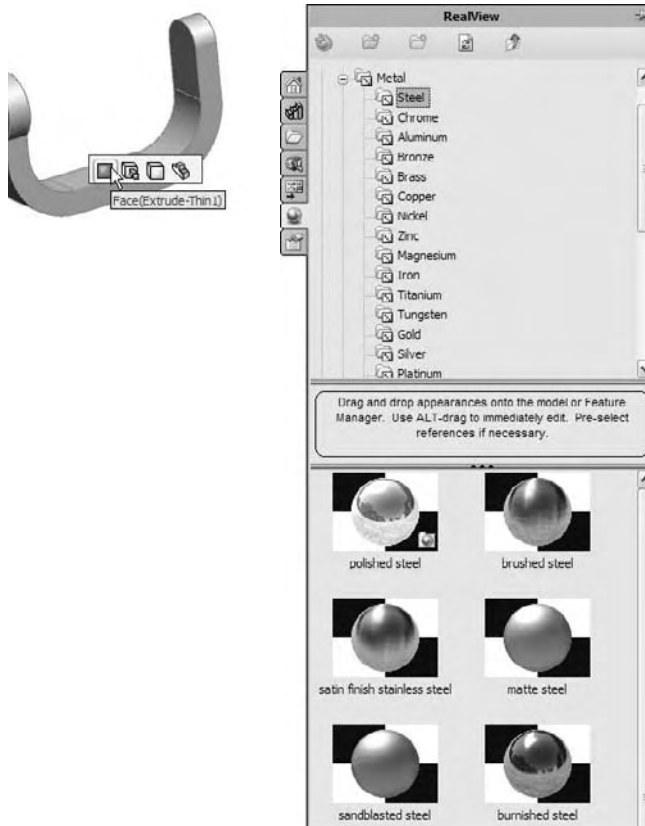 RealView
Metal
Steel
Chrome
Aluminum
Bronze
Brass
Copper
Nickel
Zinc
Magnesium
Iron
Titanium
Tungsten
Gold
Silver
Platinum
Face(Extrude-Thin1)
Drag and drop appearances onto the model or Feature
Manager. Use ALT-drag to immediately edit. Pre-select
references if necessary.
polished steel
brushed steel
satin finish stainless steel
matte steel
sandblasted steel
burnished steel